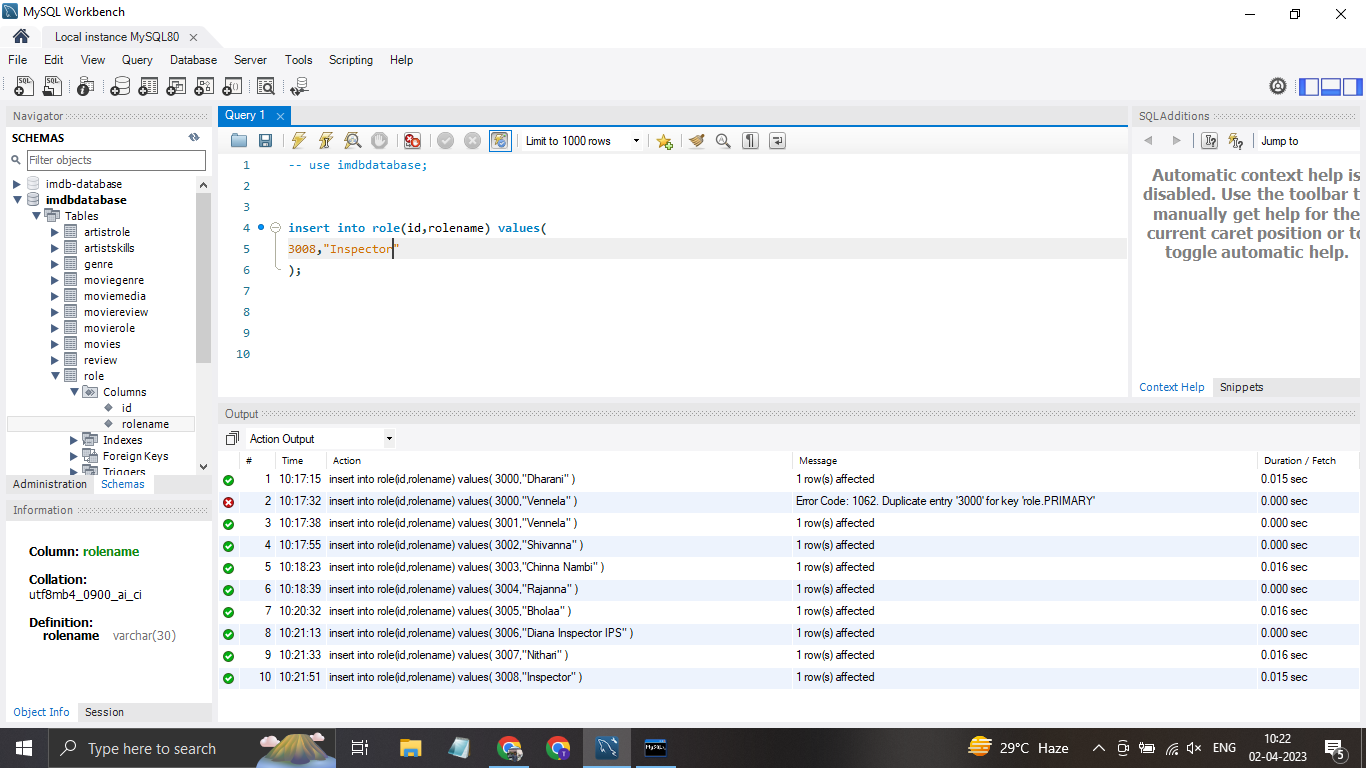 MySQL Workbench
Local instance MySQL80
File Edit View Query Database Server Tools Scripting Help
Navigator
SCHEMAS
Filter objects
imdb-database
imdbdatabase
Tables
artistrole
artistskills
genre
moviegenre
moviemedia
moviereview
movierole
movies
review
role
Columns
id
rolename
Indexes
Foreign Keys
Triggers
Administration Schemas
Information
Column: rolename
Collation:
utf8mb4_0900_ai_ci
Definition:
rolename varchar(30)
Object Info Session
Query 1
Limit to 1000 rows
1 -- use imdbdatabase;
2
3
4 insert into role(id,rolename) values(
5 3008,"Inspector"
6 );
7
8
9
10
SQLAdditions
Jump to
Automatic context help is
disabled. Use the toolbar t
manually get help for the
current caret position or to
toggle automatic help.
Context Help Snippets
Output
Action Output
# Time Action Message Duration / Fetch
1 10:17:15 insert into role(id,rolename) values( 3000,"Dharani" ) 1 row(s) affected 0.015 sec
2 10:17:32 insert into role(id,rolename) values( 3000,"Vennela" ) Error Code: 1062. Duplicate entry '3000' for key 'role.PRIMARY' 0.000 sec
3 10:17:38 insert into role(id,rolename) values( 3001,"Vennela" ) 1 row(s) affected 0.000 sec
4 10:17:55 insert into role(id,rolename) values( 3002,"Shivanna" ) 1 row(s) affected 0.000 sec
5 10:18:23 insert into role(id,rolename) values( 3003,"Chinna Nambi" ) 1 row(s) affected 0.016 sec
6 10:18:39 insert into role(id,rolename) values( 3004,"Rajanna" ) 1 row(s) affected 0.000 sec
7 10:20:32 insert into role(id,rolename) values( 3005,"Bholaa" ) 1 row(s) affected 0.016 sec
8 10:21:13 insert into role(id,rolename) values( 3006,"Diana Inspector IPS" ) 1 row(s) affected 0.000 sec
9 10:21:33 insert into role(id,rolename) values( 3007,"Nithari" ) 1 row(s) affected 0.016 sec
10 10:21:51 insert into role(id,rolename) values( 3008,"Inspector" ) 1 row(s) affected 0.015 sec
Type here to search
29°C Haze
ENG
10:22
02-04-2023
5